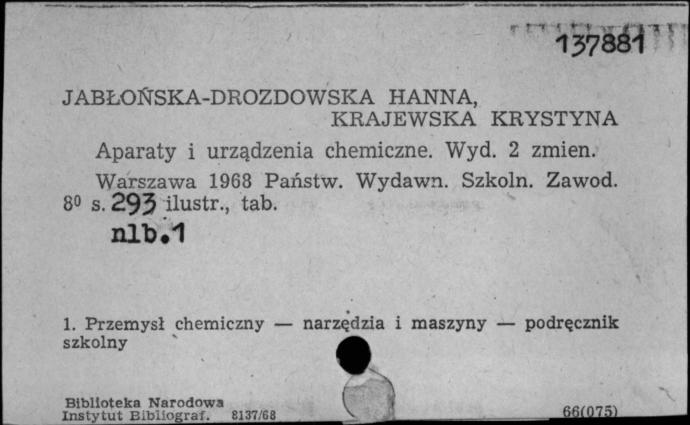 137881
JABŁOŃSKA-DROZDOWSKA HANNA,
KRAJEWSKA KRYSTYNA
Aparaty i urządzenia chemiczne. Wyd. 2 zmien.
Warszawa 1968 Państw. Wydawn. Szkoln. Zawod.
8⁰ s. 293 ilustr., tab.
nlb.1
1. Przemysł chemiczny — narzędzia i maszyny — podręcznik
szkolny
Biblioteka Narodowa
Instytut Bibliograf. 8137/68 66(075)